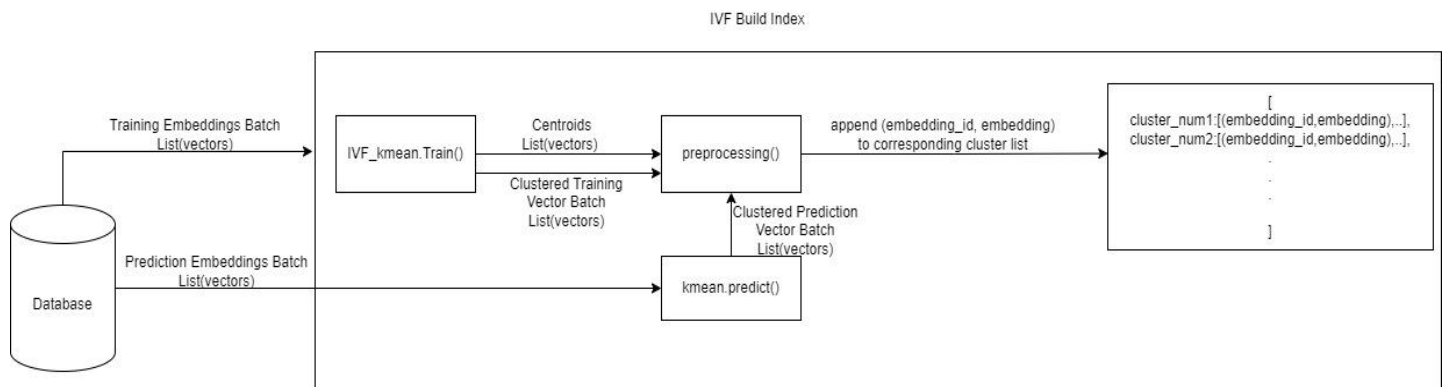 IVF Build Index
Training Embeddings Batch
List(vectors)
IVF_kmean.Train()
Centroids
List(vectors)
Clustered Training
Vector Batch
List(vectors)
preprocessing()
append (embedding_id, embedding)
to corresponding cluster list
[
cluster_num1:[(embedding_id,embedding),..],
cluster_num2:[(embedding_id,embedding),..],
.
.
.
]
Clustered Prediction
Vector Batch
List(vectors)
Prediction Embeddings Batch
List(vectors)
kmean.predict()
Database